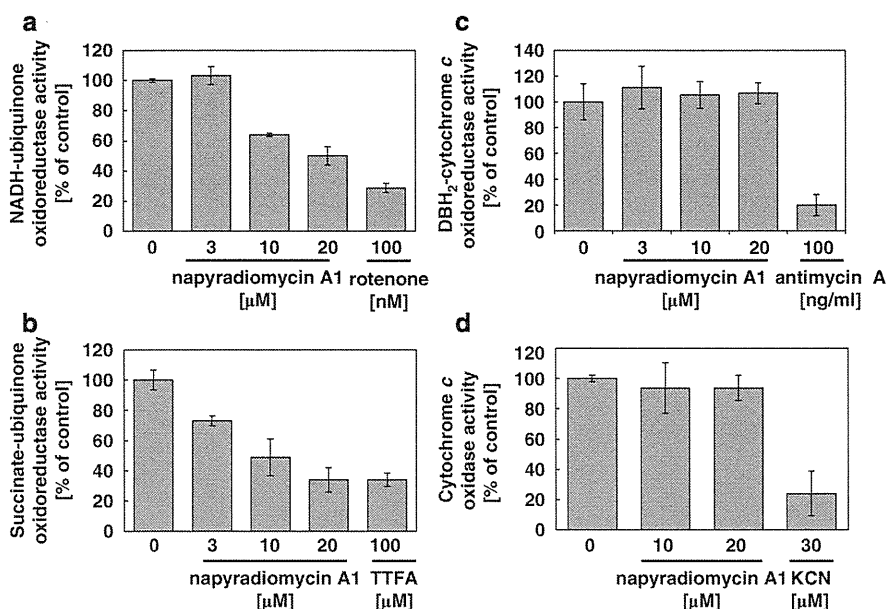 a
NADH-ubiquinone
oxidoreductase activity
[% of control]
120
100
80
60
40
20
0
0 3 10 20 100
napyradiomycin A1 rotenone
[µM] [nM]
b
Succinate-ubiquinone
oxidoreductase activity
[% of control]
120
100
80
60
40
20
0
0 3 10 20 100
napyradiomycin A1 TTFA
[µM] [µM]
c
DBH2-cytochrome c
oxidoreductase activity
[% of control]
140
120
100
80
60
40
20
0
0 3 10 20 100
napyradiomycin A1 antimycin A
[µM] [ng/ml]
d
Cytochrome c
oxidase activity
[% of control]
120
100
80
60
40
20
0
0 10 20 30
napyradiomycin A1 KCN
[µM] [µM]